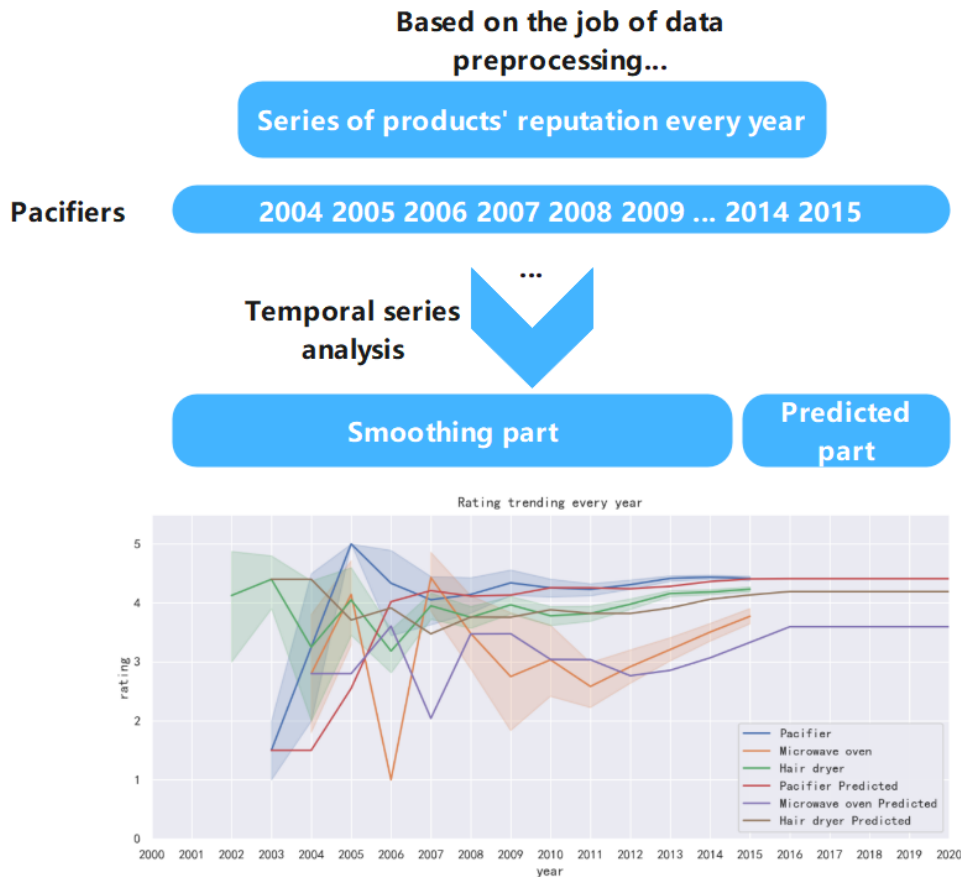 Based on the job of data
preprocessing...
Series of products' reputation every year
Pacifiers
2004 2005 2006 2007 2008 2009 ... 2014 2015
...
Temporal series
analysis
Smoothing part
Predicted
part
Rating trending every year
rating
5
4
3
2
1
0
Pacifier
Microwave oven
Hair dryer
Pacifier Predicted
Microwave oven Predicted
Hair dryer Predicted
2000 2001 2002 2003 2004 2005 2006 2007 2008 2009 2010 2011 2012 2013 2014 2015 2016 2017 2018 2019 2020
year